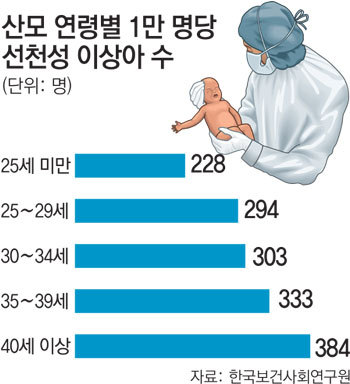 산모 연령별 1만 명당
선천성 이상아 수
(단위: 명)
25세 미만 228
25~29세 294
30~34세 303
35~39세 333
40세 이상 384
자료: 한국보건사회연구원